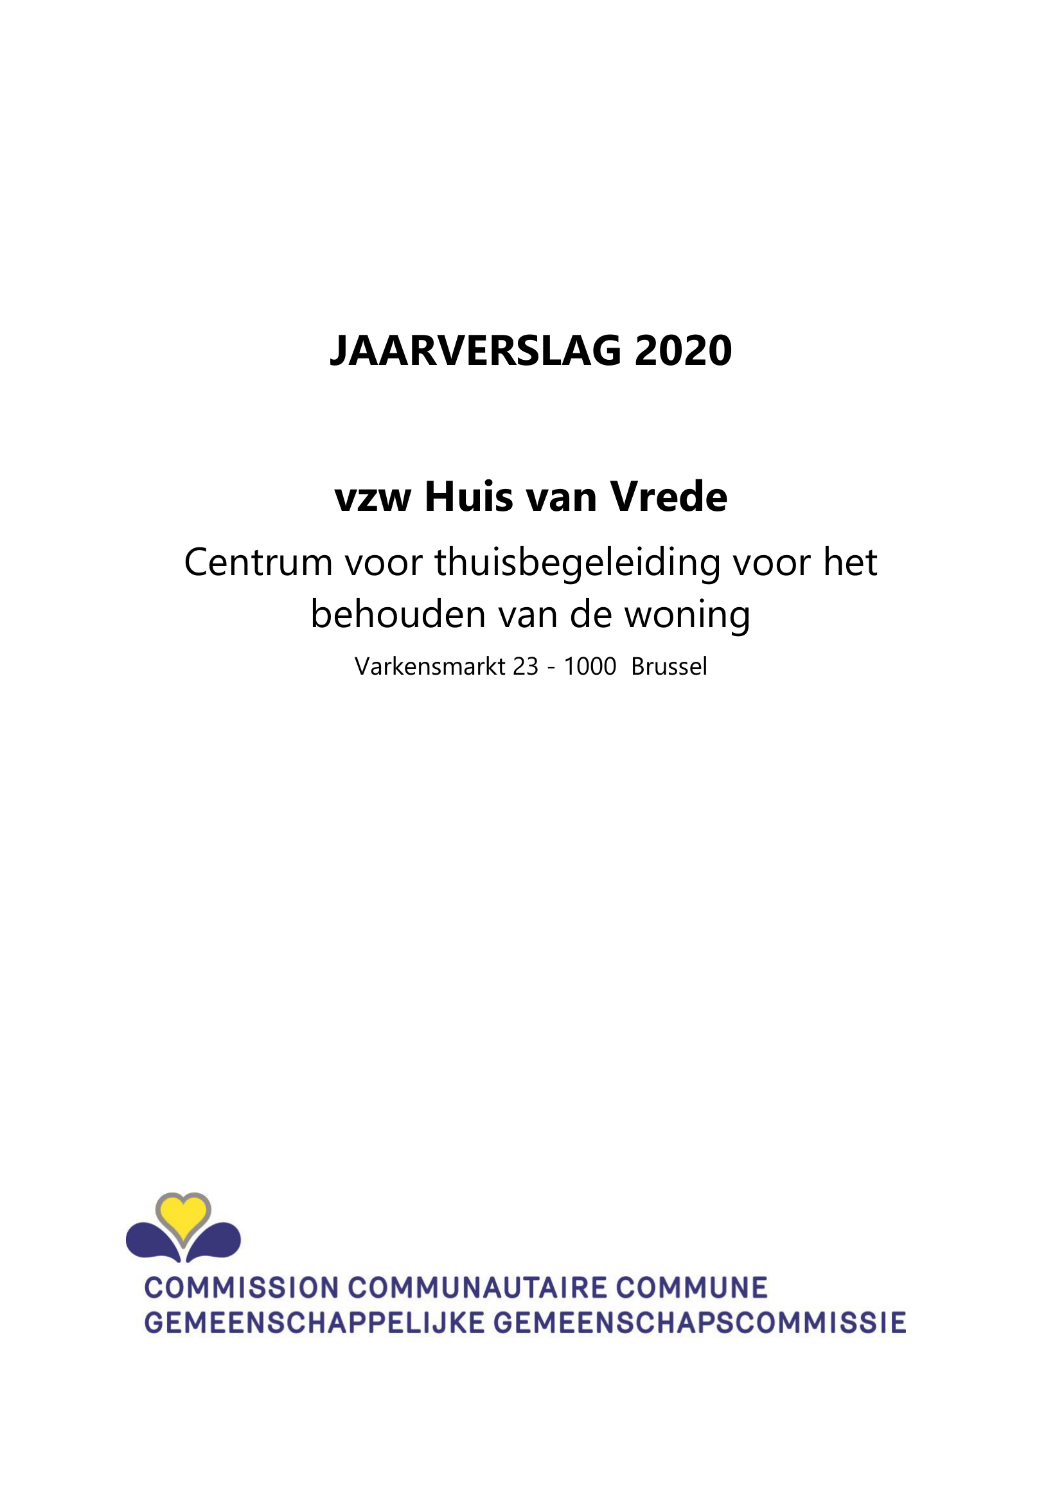 JAARVERSLAG 2020
vzw Huis van Vrede
Centrum voor thuisbegeleiding voor het
behouden van de woning
Varkensmarkt 23 - 1000  Brussel
COMMISSION COMMUNAUTAIRE COMMUNE
GEMEENSCHAPPELIJKE GEMEENSCHAPSCOMMISSIE